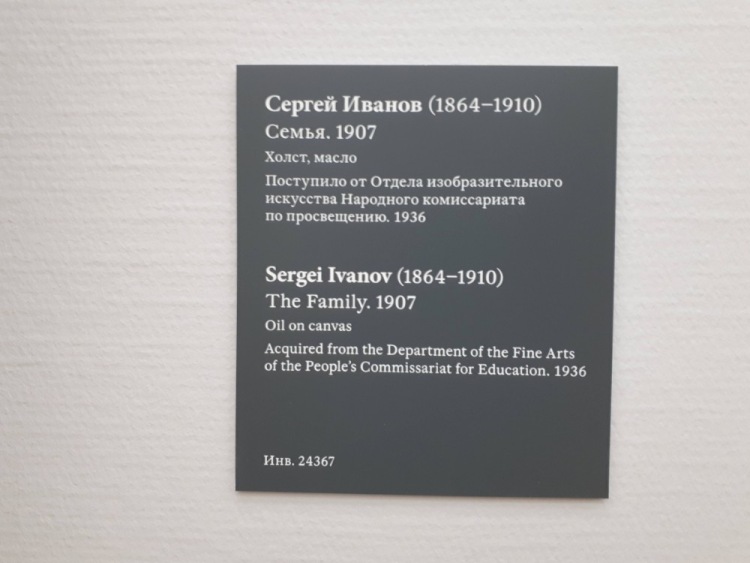 Сергей Иванов (1864–1910)
Семья. 1907
Холст, масло
Поступило от Отдела изобразительного
искусства Народного комиссариата
по просвещению. 1936
Sergei Ivanov (1864–1910)
The Family. 1907
Oil on canvas
Acquired from the Department of the Fine Arts
of the People's Commissariat for Education. 1936
Инв. 24367